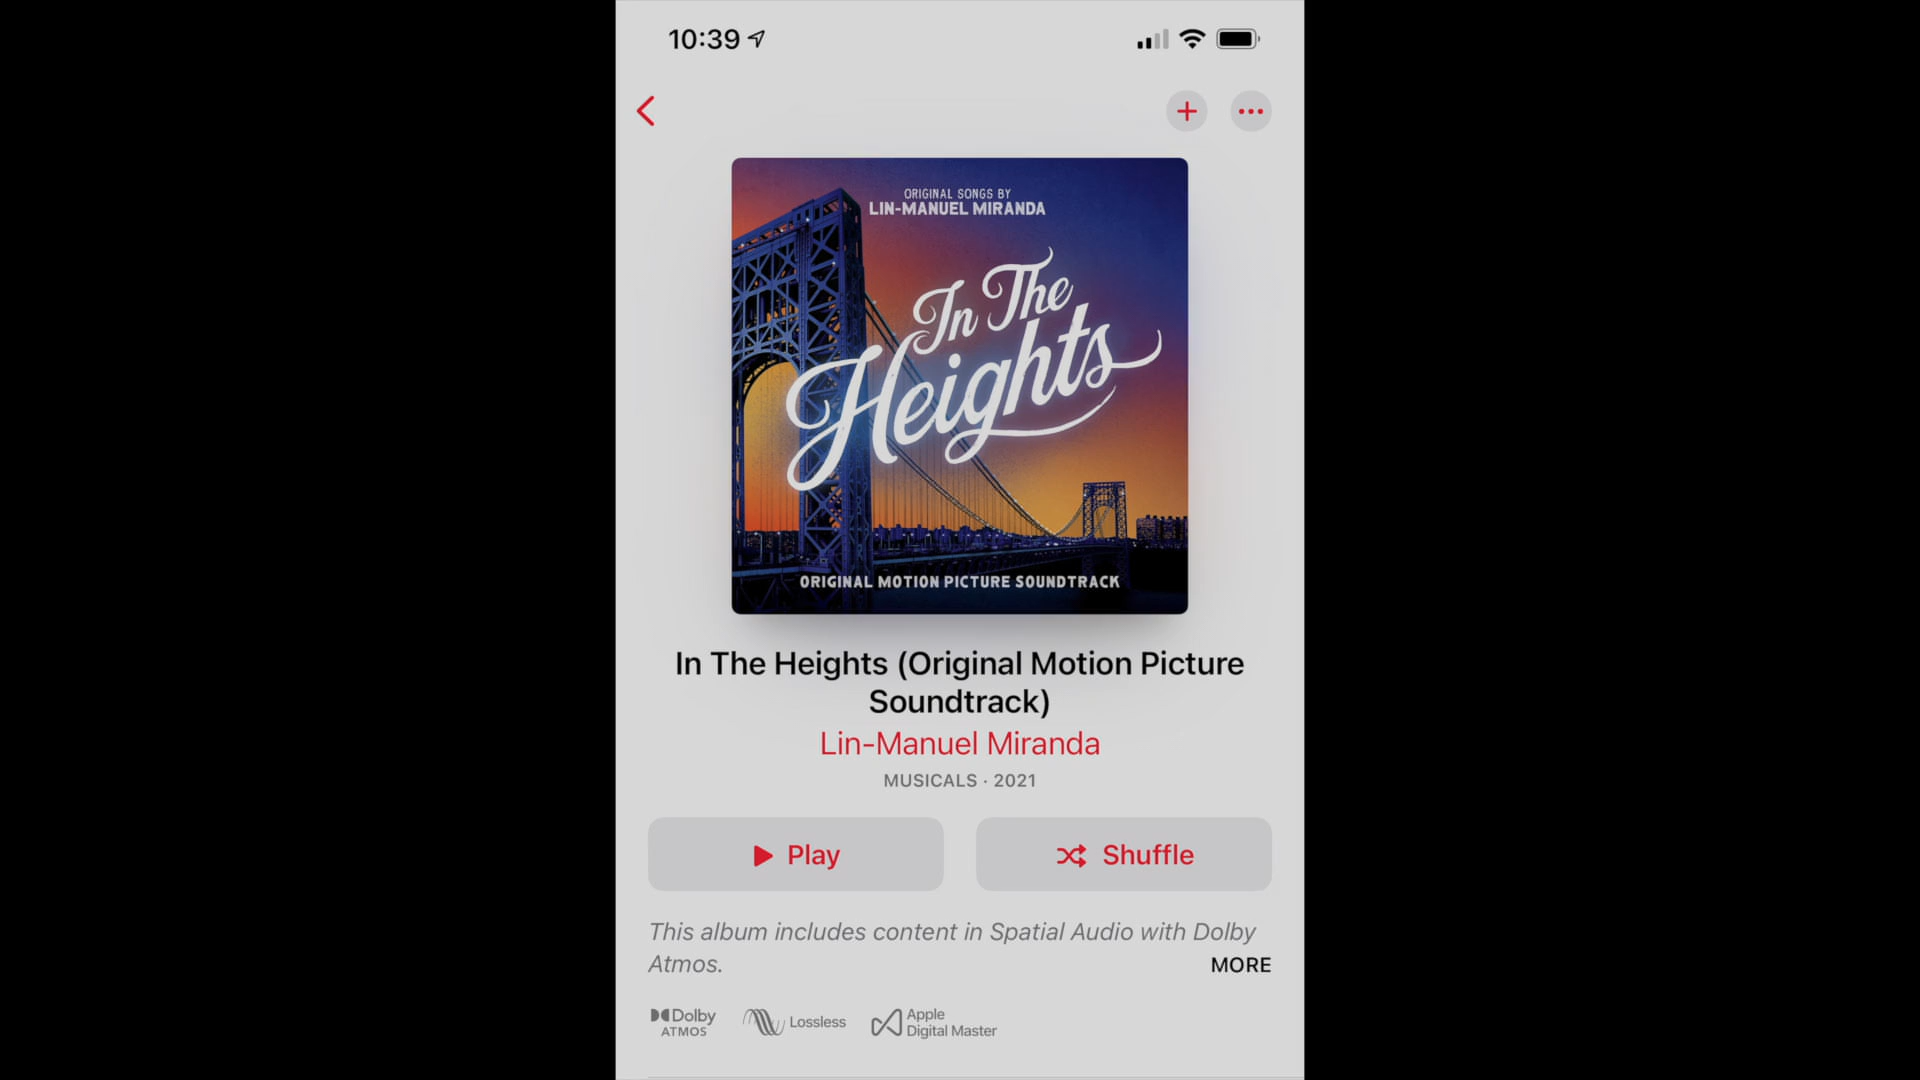 10:39
ORIGINAL SONGS BY
LIN-MANUEL MIRANDA
In The
Heights
ORIGINAL MOTION PICTURE SOUNDTRACK
In The Heights (Original Motion Picture
Soundtrack)
Lin-Manuel Miranda
MUSICALS · 2021
Play
Shuffle
This album includes content in Spatial Audio with Dolby
Atmos.
MORE
Dolby
ATMOS
Lossless
Apple
Digital Master